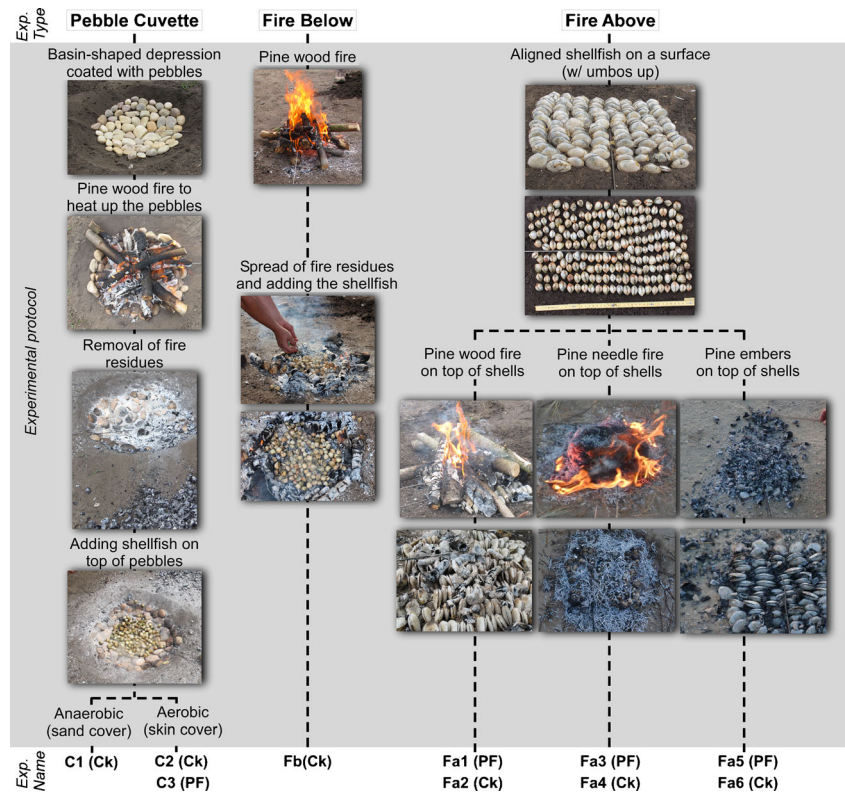 Exp. Type
Pebble Cuvette
Fire Below
Fire Above
Experimental protocol
Basin-shaped depression
coated with pebbles
Pine wood fire to
heat up the pebbles
Removal of fire
residues
Adding shellfish on
top of pebbles
Anaerobic
(sand cover)
Aerobic
(skin cover)
Pine wood fire
Spread of fire residues
and adding the shellfish
Aligned shellfish on a surface
(w/ umbos up)
Pine wood fire
on top of shells
Pine needle fire
on top of shells
Pine embers
on top of shells
Exp. Name
C1 (Ck)
C2 (Ck)
C3 (PF)
Fb(Ck)
Fa1 (PF)
Fa2 (Ck)
Fa3 (PF)
Fa4 (Ck)
Fa5 (PF)
Fa6 (Ck)